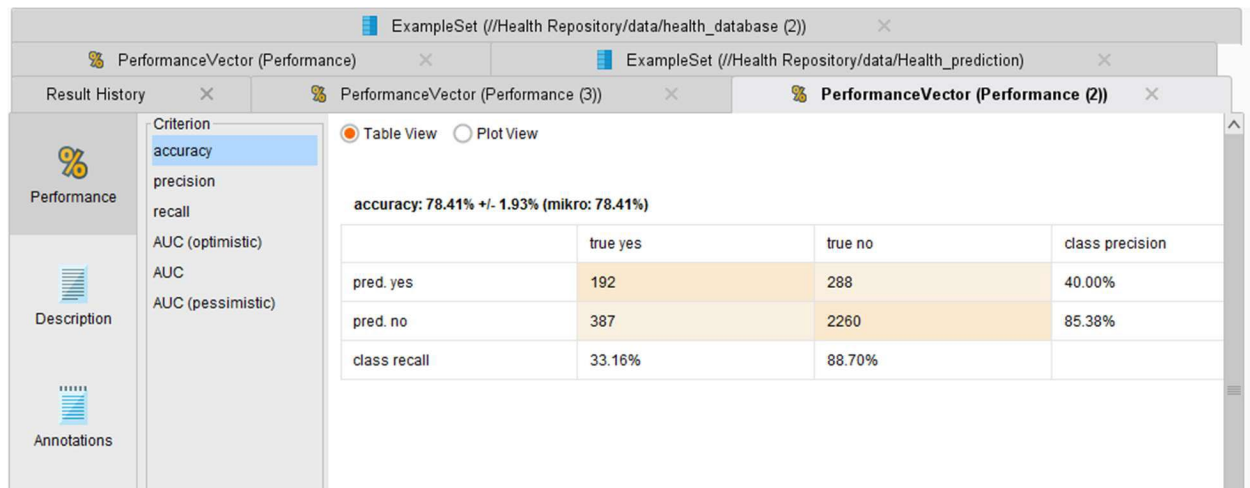 ExampleSet (//Health Repository/data/health_database (2))
PerformanceVector (Performance)
ExampleSet (//Health Repository/data/Health_prediction)
Result History
PerformanceVector (Performance (3))
PerformanceVector (Performance (2))
% Performance
Description
Annotations
Criterion
accuracy
precision
recall
AUC (optimistic)
AUC
AUC (pessimistic)
Table View Plot View
accuracy: 78.41% +/- 1.93% (mikro: 78.41%)
true yes true no class precision
pred. yes 192 288 40.00%
pred. no 387 2260 85.38%
class recall 33.16% 88.70%